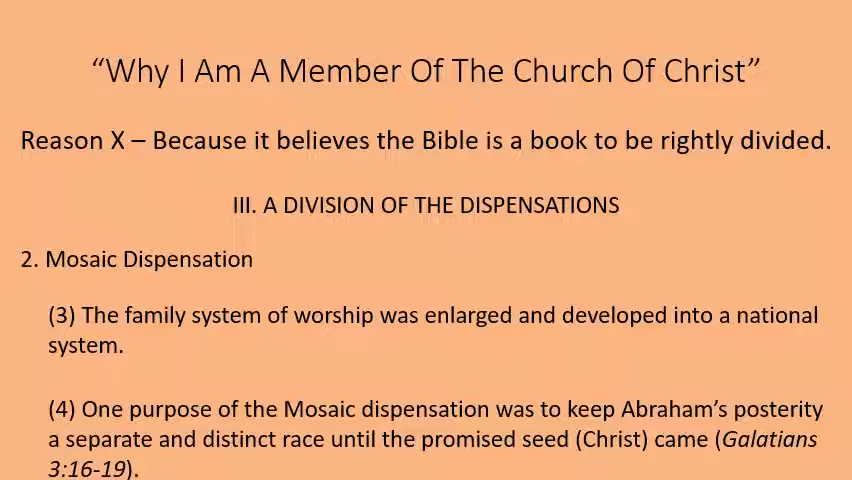 “Why I Am A Member Of The Church Of Christ”
Reason X – Because it believes the Bible is a book to be rightly divided.
III. A DIVISION OF THE DISPENSATIONS
2. Mosaic Dispensation
(3) The family system of worship was enlarged and developed into a national
system.
(4) One purpose of the Mosaic dispensation was to keep Abraham’s posterity
a separate and distinct race until the promised seed (Christ) came (Galatians
3:16-19).